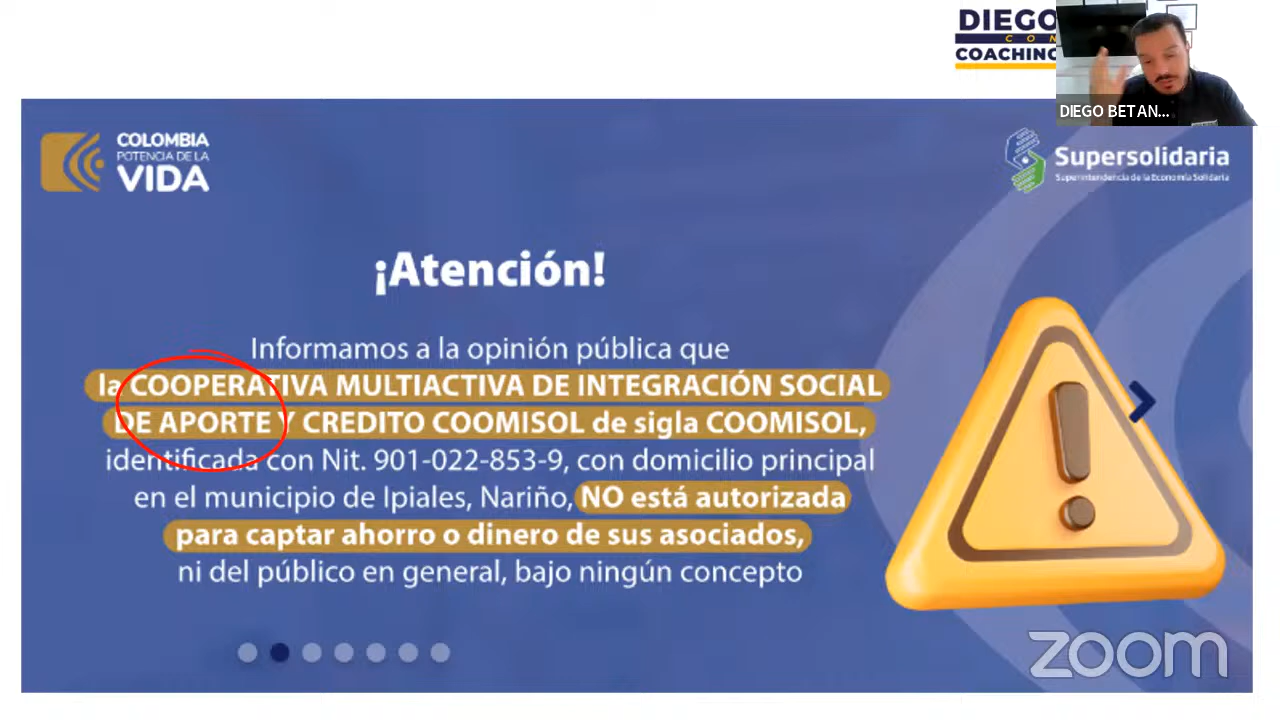 DIEGO
CON
COACHING
DIEGO BETAN...
COLOMBIA
POTENCIA DE LA
VIDA
Supersolidaria
Superintendencia de la Economía Solidaria
¡Atención!
Informamos a la opinión pública que
la COOPERATIVA MULTIACTIVA DE INTEGRACIÓN SOCIAL
DE APORTE Y CREDITO COOMISOL de sigla COOMISOL,
identificada con Nit. 901-022-853-9, con domicilio principal
en el municipio de Ipiales, Nariño, NO está autorizada
para captar ahorro o dinero de sus asociados,
ni del público en general, bajo ningún concepto
zoom